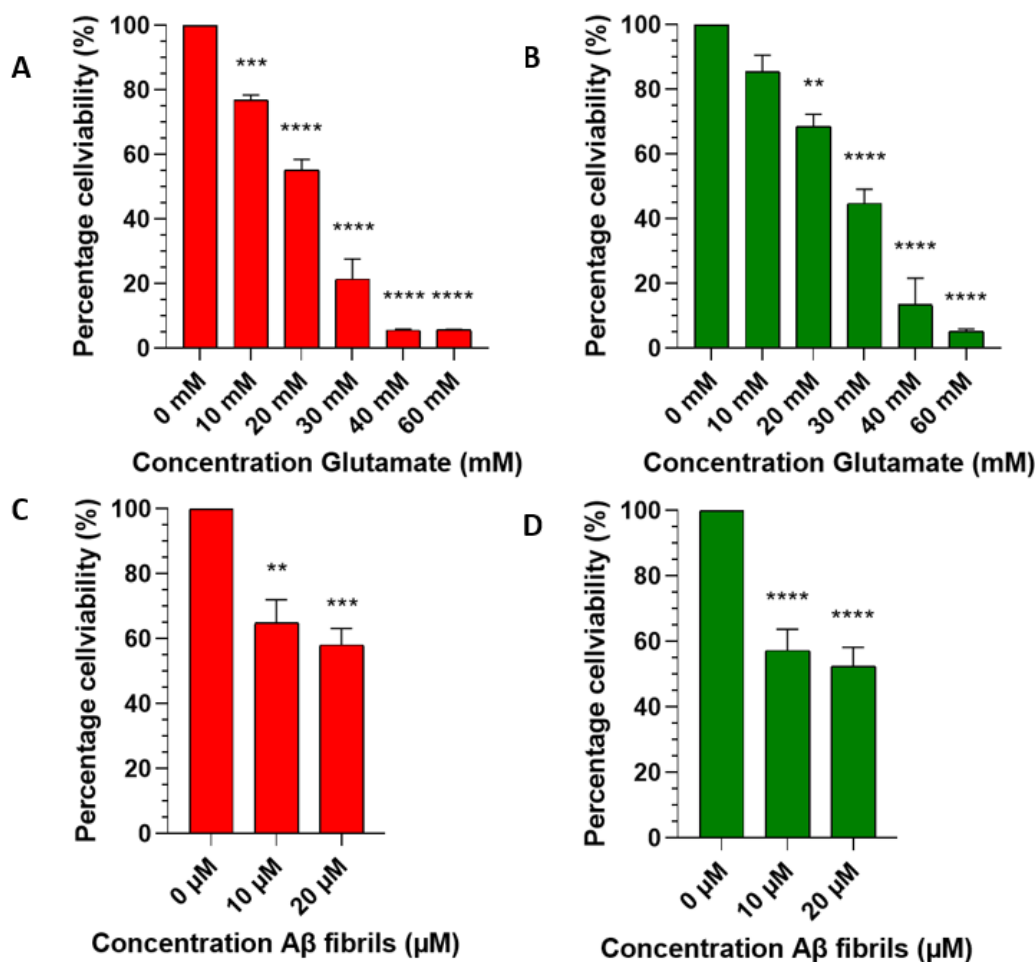 A
Percentage cellviability (%)
100
80
60
40
20
0
***
****
****
**** ****
0 mM
10 mM
20 mM
30 mM
40 mM
60 mM
Concentration Glutamate (mM)
B
Percentage cellviability (%)
100
80
60
40
20
0
**
****
****
****
0 mM
10 mM
20 mM
30 mM
40 mM
60 mM
Concentration Glutamate (mM)
C
Percentage cellviability (%)
100
80
60
40
20
0
**
***
0 µM
10 µM
20 µM
Concentration Aβ fibrils (µM)
D
Percentage cellviability (%)
100
80
60
40
20
0
****
****
0 µM
10 µM
20 µM
Concentration Aβ fibrils (µM)